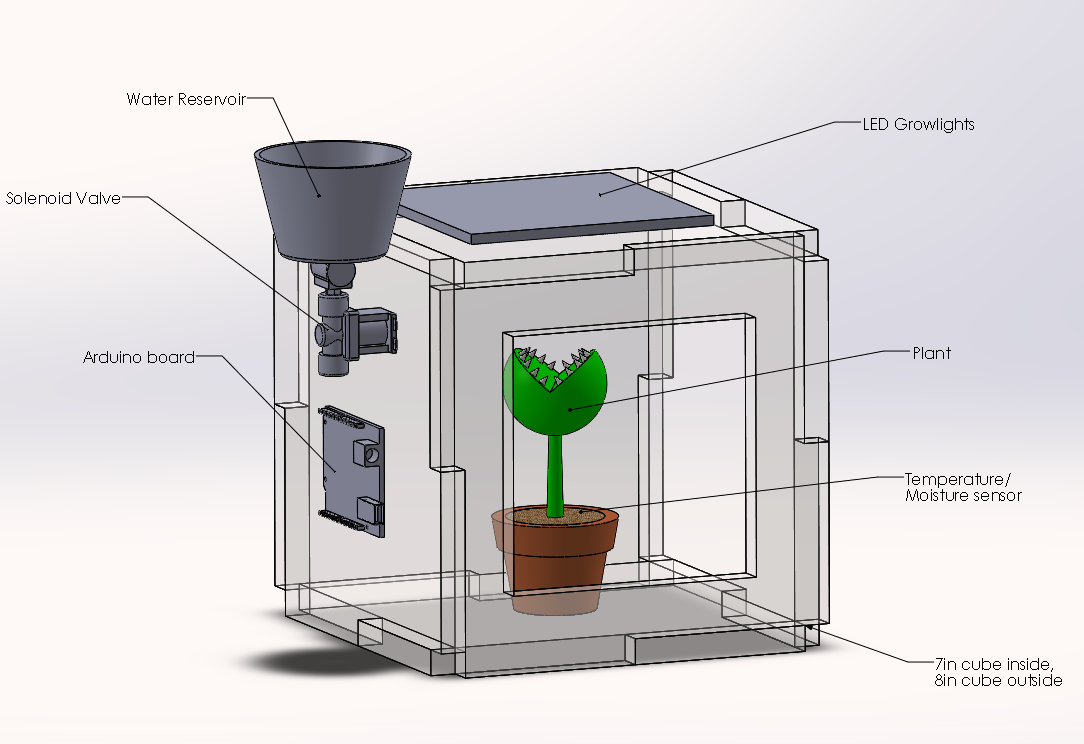 Water Reservoir
LED Growlights
Solenoid Valve
Arduino board
Plant
Temperature/
Moisture sensor
7in cube inside,
8in cube outside